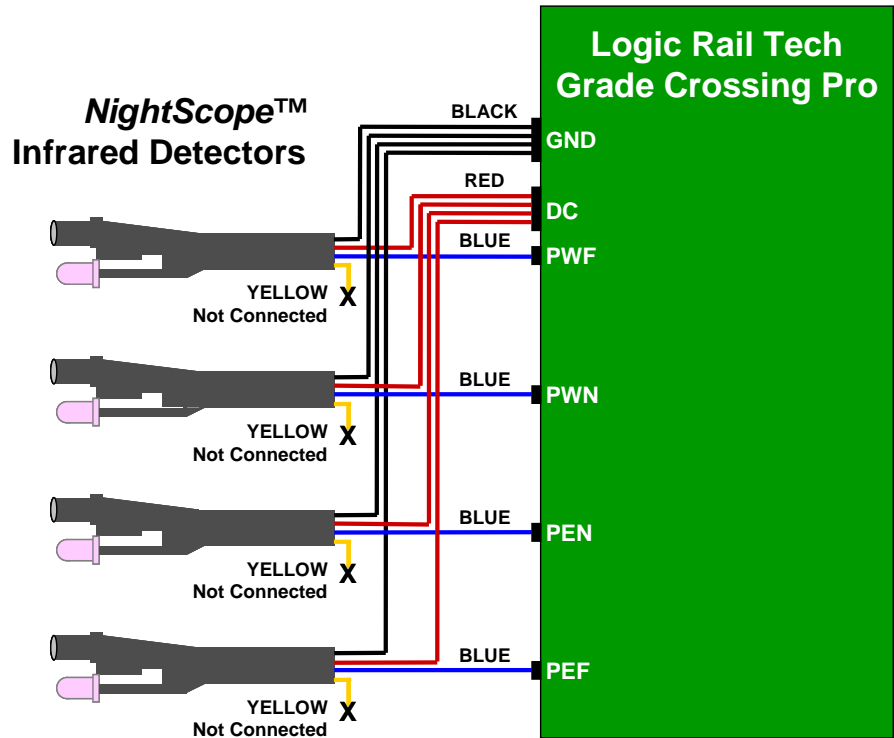 Logic Rail Tech
Grade Crossing Pro
NightScope™
Infrared Detectors
BLACK
GND
RED
DC
BLUE
PWF
YELLOW
Not Connected
X
BLUE
PWN
YELLOW
Not Connected
X
BLUE
PEN
YELLOW
Not Connected
X
BLUE
PEF
YELLOW
Not Connected
X